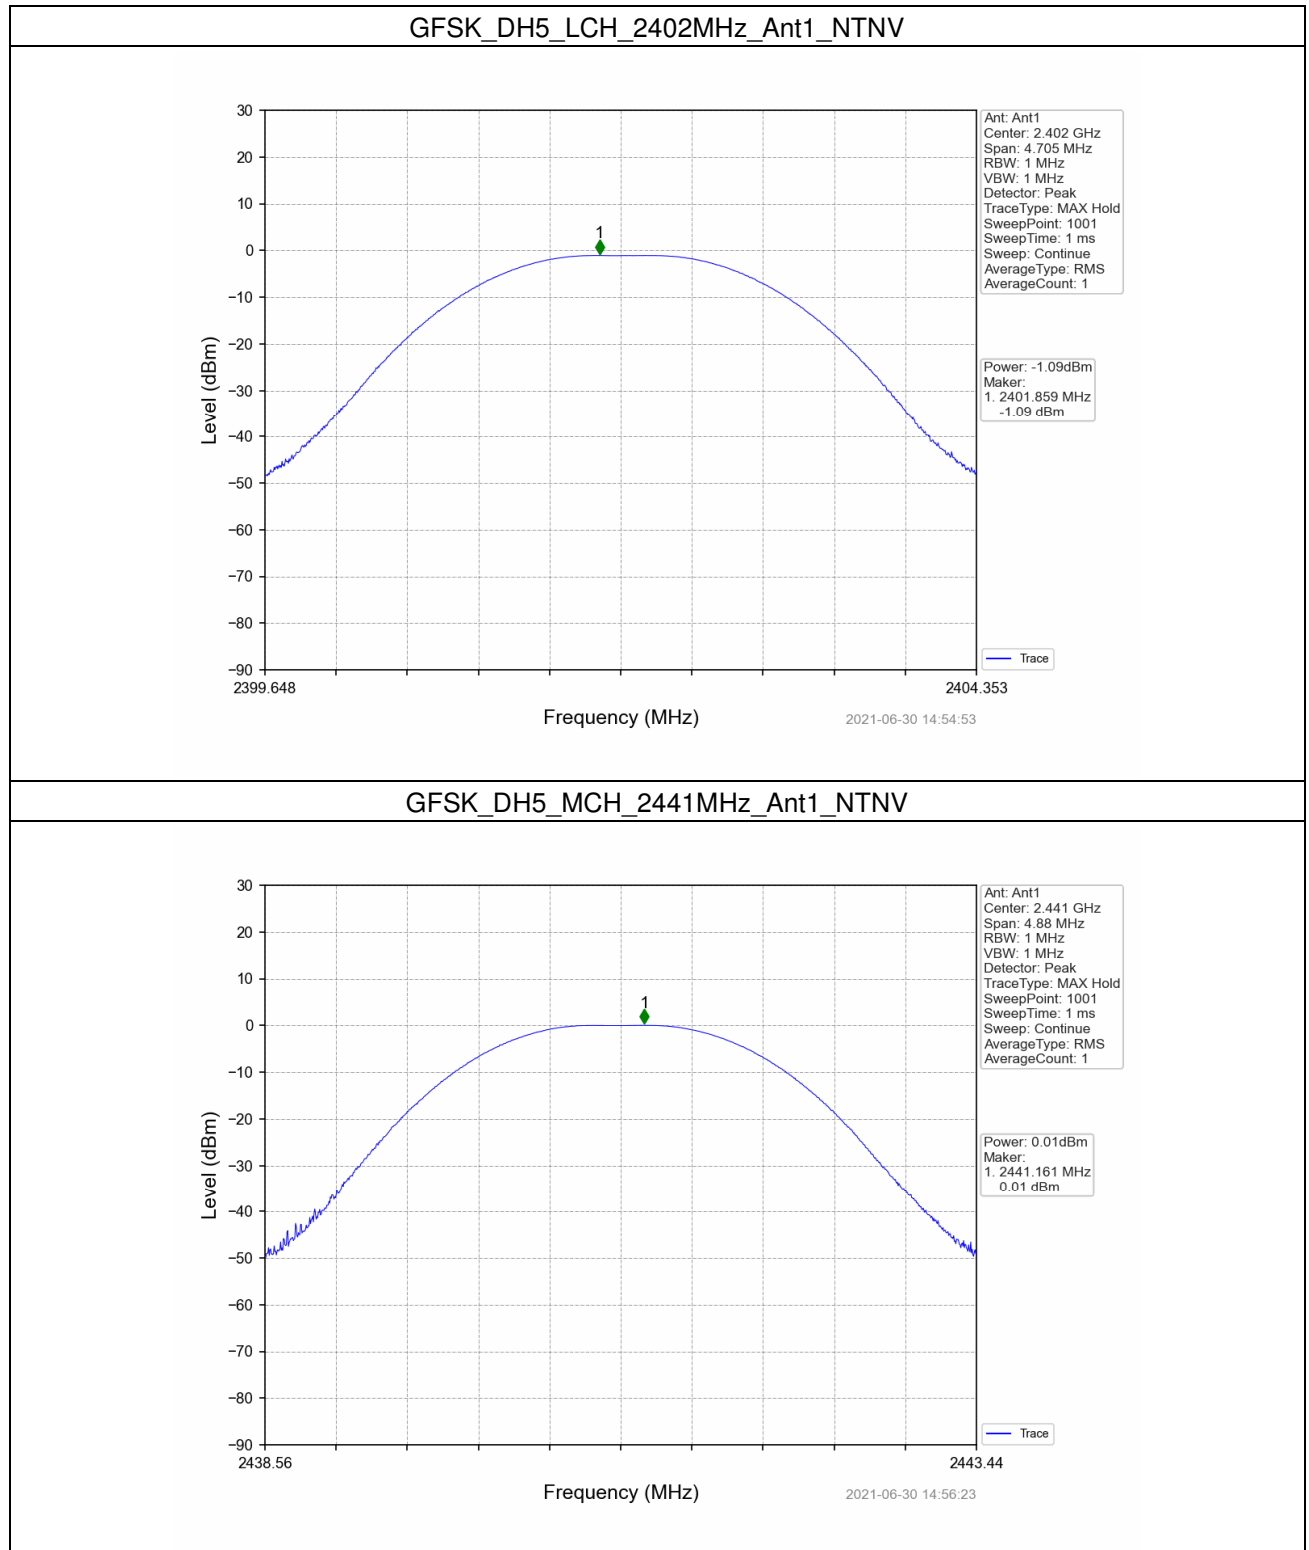 GFSK_DH5_LCH_2402MHz_Ant1_NTNV
30
20
10
0
−10
−20
−30
−40
−50
−60
−70
−80
−90
Level (dBm)
1
2399.648
2404.353
Frequency (MHz)
2021-06-30 14:54:53
Ant: Ant1
Center: 2.402 GHz
Span: 4.705 MHz
RBW: 1 MHz
VBW: 1 MHz
Detector: Peak
TraceType: MAX Hold
SweepPoint: 1001
SweepTime: 1 ms
Sweep: Continue
AverageType: RMS
AverageCount: 1
Power: -1.09dBm
Maker:
1. 2401.859 MHz
-1.09 dBm
Trace
GFSK_DH5_MCH_2441MHz_Ant1_NTNV
30
20
10
0
−10
−20
−30
−40
−50
−60
−70
−80
−90
Level (dBm)
1
2438.56
2443.44
Frequency (MHz)
2021-06-30 14:56:23
Ant: Ant1
Center: 2.441 GHz
Span: 4.88 MHz
RBW: 1 MHz
VBW: 1 MHz
Detector: Peak
TraceType: MAX Hold
SweepPoint: 1001
SweepTime: 1 ms
Sweep: Continue
AverageType: RMS
AverageCount: 1
Power: 0.01dBm
Maker:
1. 2441.161 MHz
0.01 dBm
Trace